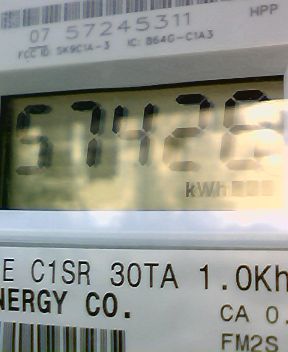 HPP
07 57245311
FCC ID: SK9C1A-3 IC: 864G-C1A3
57428
kWh
E C1SR 30TA 1.0Kh
NERGY CO.
CA 0.
FM2S